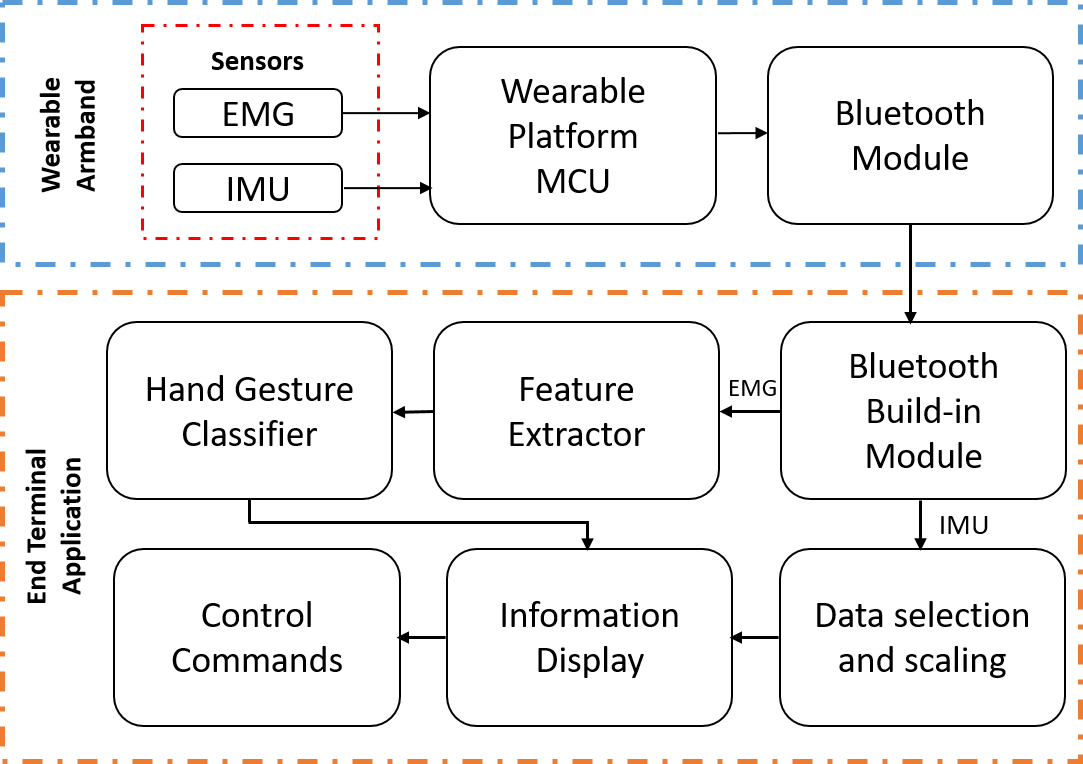 Wearable
Armband
Sensors
EMG
IMU
Wearable
Platform
MCU
Bluetooth
Module
End Terminal
Application
Hand Gesture
Classifier
Feature
Extractor
EMG
Bluetooth
Build-in
Module
IMU
Control
Commands
Information
Display
Data selection
and scaling